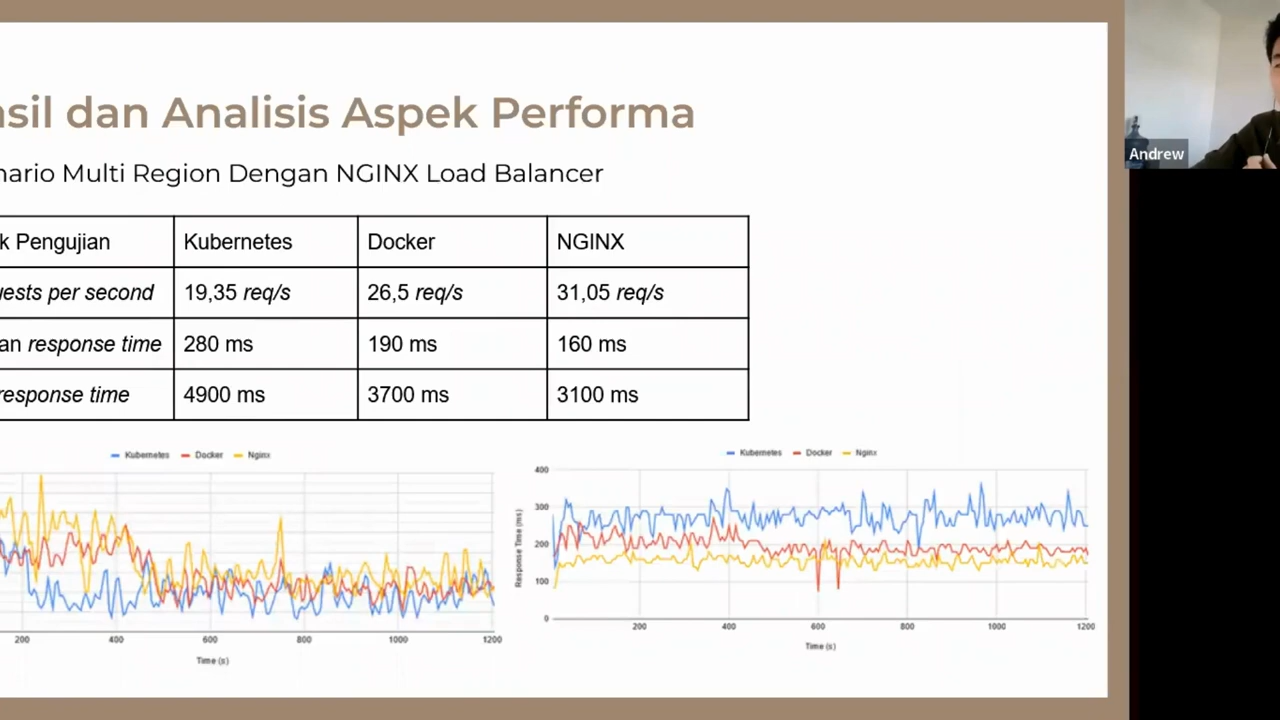 asil dan Analisis Aspek Performa
nario Multi Region Dengan NGINX Load Balancer
k Pengujian Kubernetes Docker NGINX
ests per second 19,35 req/s 26,5 req/s 31,05 req/s
an response time 280 ms 190 ms 160 ms
response time 4900 ms 3700 ms 3100 ms
Kubernetes Docker Nginx
200 400 600 800 1000 1200
Time (s)
Kubernetes Docker Nginx
400
300
200
100
0
Response Time (ms)
200 400 600 800 1000 1200
Time (s)
Andrew